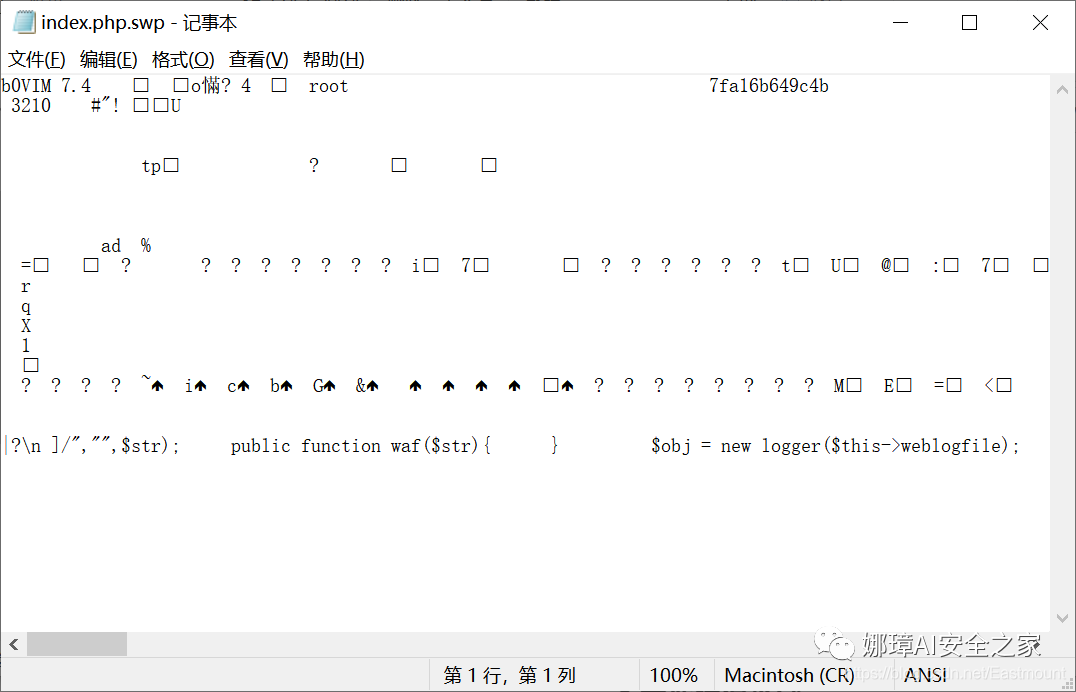 index.php.swp - 记事本
文件(F) 编辑(E) 格式(O) 查看(V) 帮助(H)
b0VIM 7.4 □ □o慲? 4 □ root 7fa16b649c4b
3210 #"! □□U
tp□ ? □ □
ad %
=□ □ ? ? ? ? ? ? ? ? i□ 7□ □ ? ? ? ? ? ? t□ U□ @□ :□ 7□ □
r
q
X
l
□
? ? ? ? ~♠ i♠ c♠ b♠ G♠ &♠ ♠ ♠ ♠ ♠ □♠ ? ? ? ? ? ? ? ? M□ E□ =□ <□
?\n ]/","",$str); public function waf($str){ } $obj = new logger($this->weblogfile);
娜璋AI安全之家
第 1 行，第 1 列 100% Macintosh (CR) ANSI
https://blog.csdn.net/Eastmount